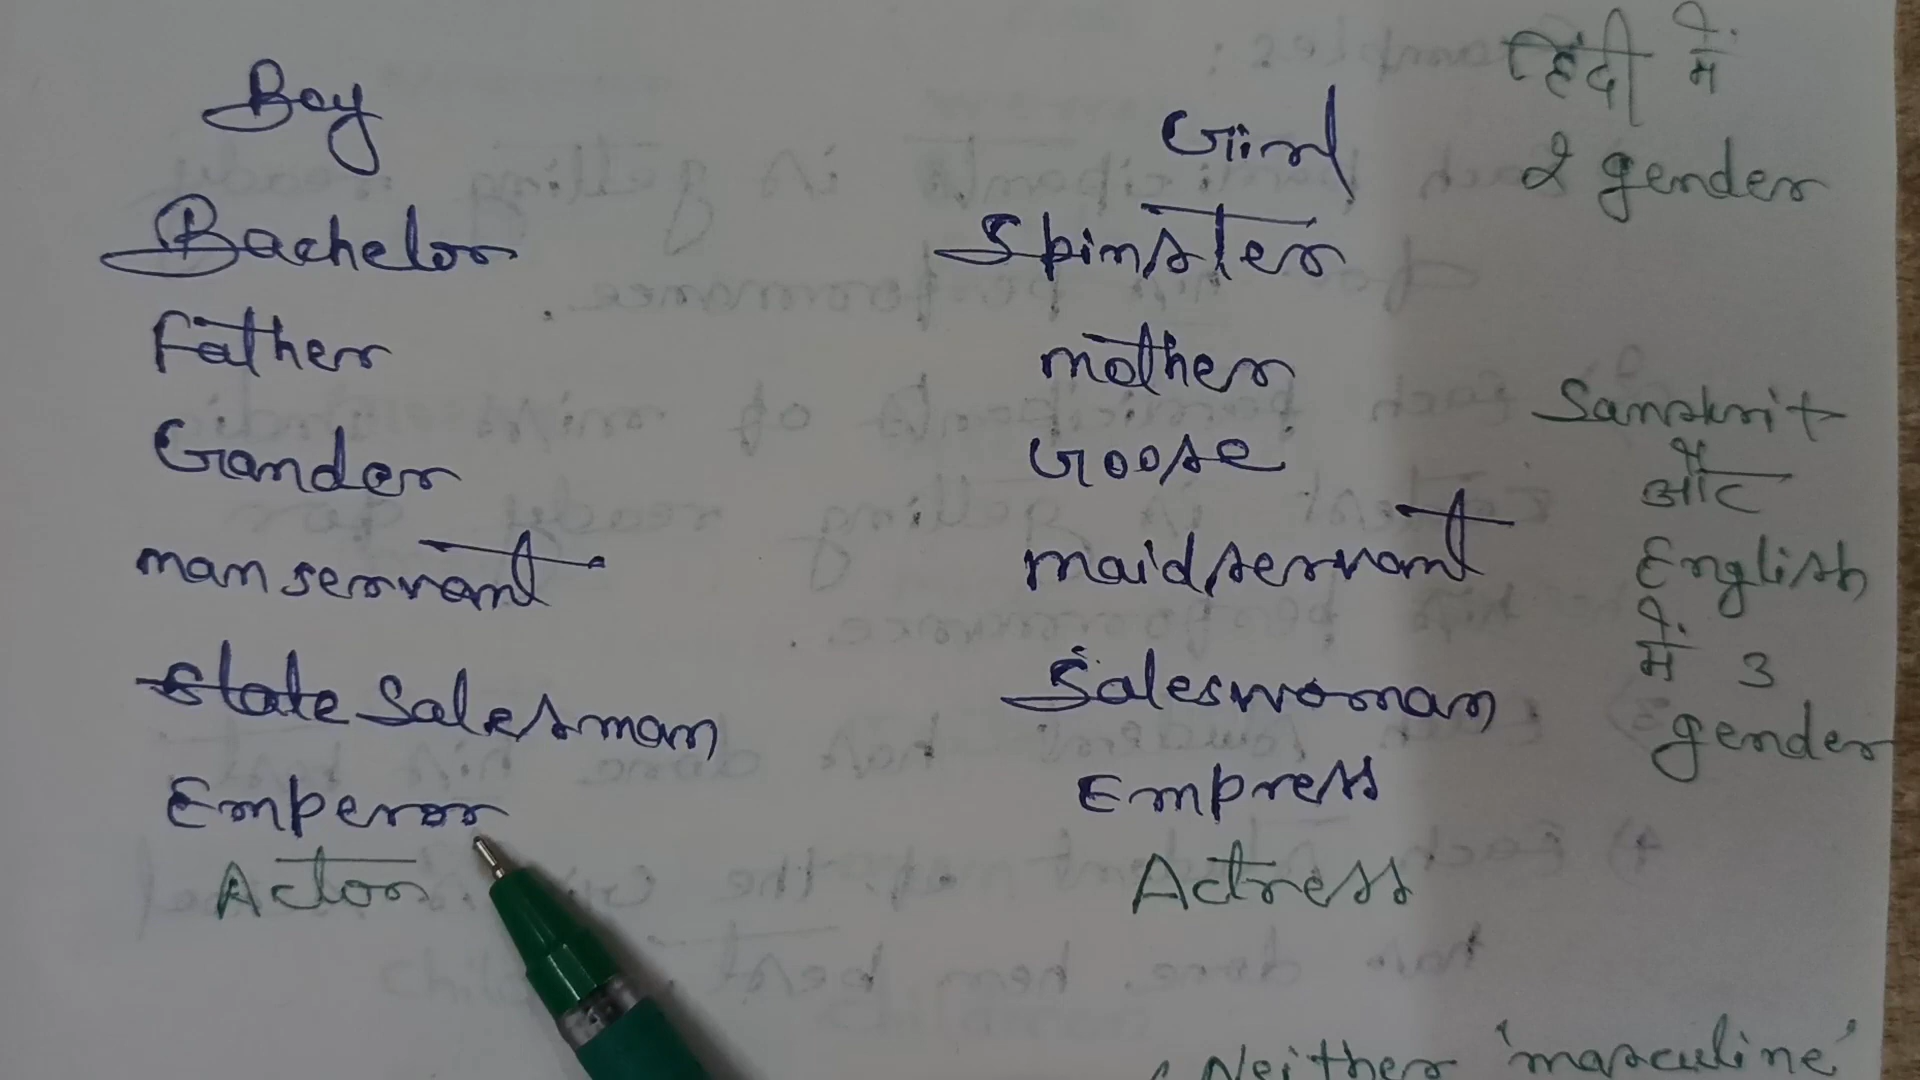 Boy Girl
Bachelor Spinster
Father mother
Gander Goose
man servant maidservant
State Salesman Saleswoman
Emperor Empress
Actor Actress
हिंदी में
2 gender
Sanskrit
और
English
में 3
gender
Neither 'masculine'